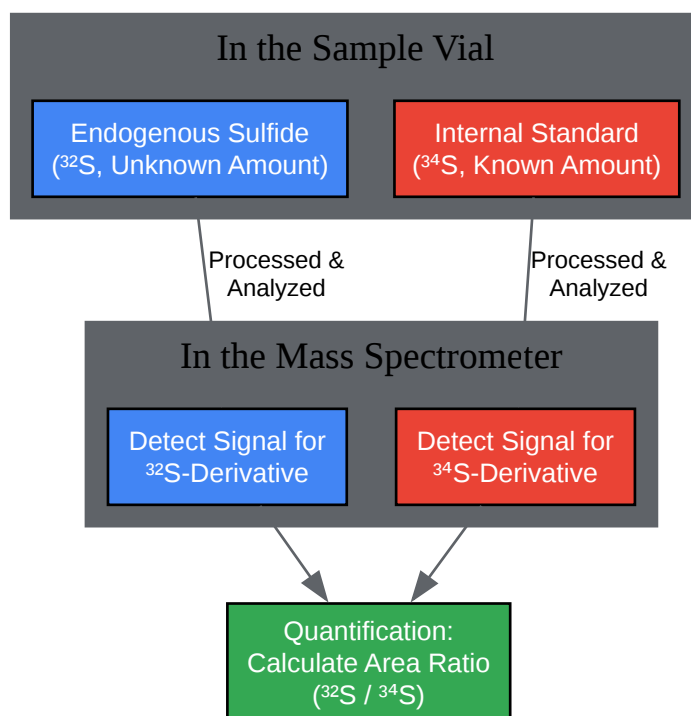 In the Sample Vial
Endogenous Sulfide
(³²S, Unknown Amount)
Internal Standard
(³⁴S, Known Amount)
Processed &
Analyzed
Processed &
Analyzed
In the Mass Spectrometer
Detect Signal for
³²S-Derivative
Detect Signal for
³⁴S-Derivative
Quantification:
Calculate Area Ratio
(³²S / ³⁴S)